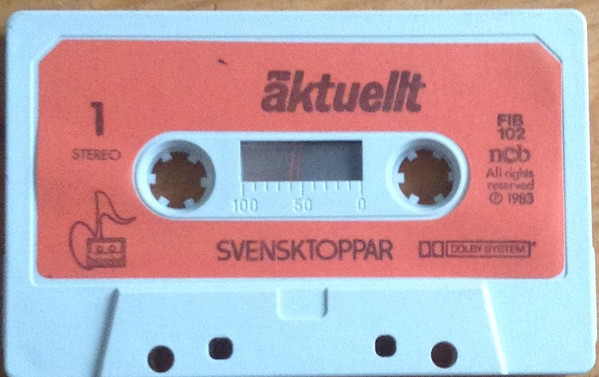 äktuellt
1
STEREO
FIB
102
ncb
All rights
reserved
℗ 1983
100 50 0
SVENSKTOPPAR
DOLBY SYSTEM